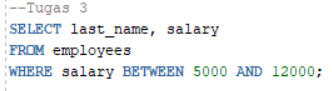 --Tugas 3
SELECT last_name, salary
FROM employees
WHERE salary BETWEEN 5000 AND 12000;